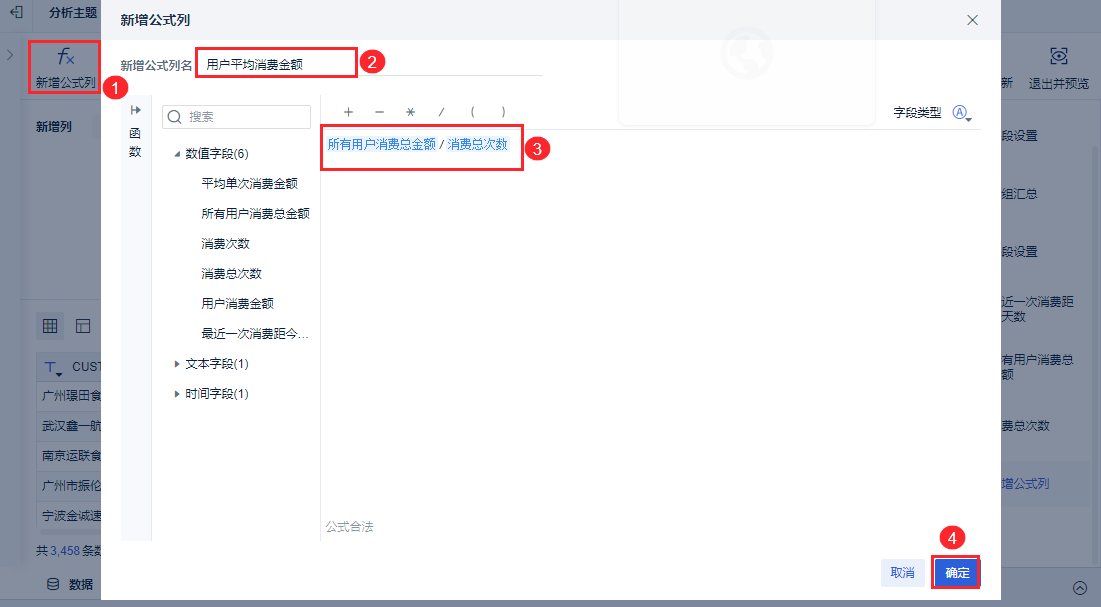 分析主题
新增公式列
新增公式列名
用户平均消费金额
2
新增公式列
1
新
退出并预览
函
数
搜索
+ − * / ( )
字段类型
A
新增列
所有用户消费总金额 / 消费总次数
3
段设置
数值字段(6)
平均单次消费金额
所有用户消费总金额
消费次数
消费总次数
用户消费金额
最近一次消费距今...
文本字段(1)
时间字段(1)
组汇总
段设置
近一次消费距
天数
有用户消费总
额
费总次数
增公式列
CUST
广州璟田食
武汉鑫一航
南京运联食
广州市振伦
宁波金诚速
共3,458条数
数据
公式合法
4
取消
确定